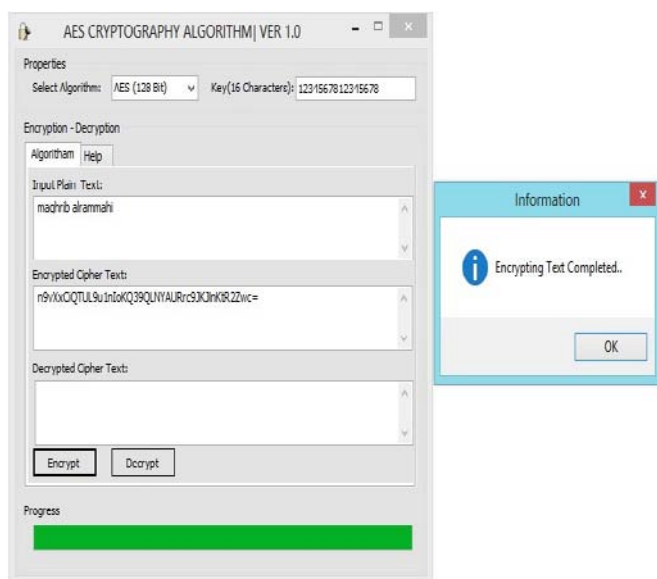 AES CRYPTOGRAPHY ALGORITHM| VER 1.0
Properties
Select Algorithm: AES (128 Bit) Key(16 Characters): 1234567812345678
Encryption - Decryption
Algoritham Help
Input Plain Text:
maghrib alrammahi
Encrypted Cipher Text:
Decrypted Cipher Text:
Encrypt Decrypt
Progress
Information
x
Encrypting Text Completed..
OK